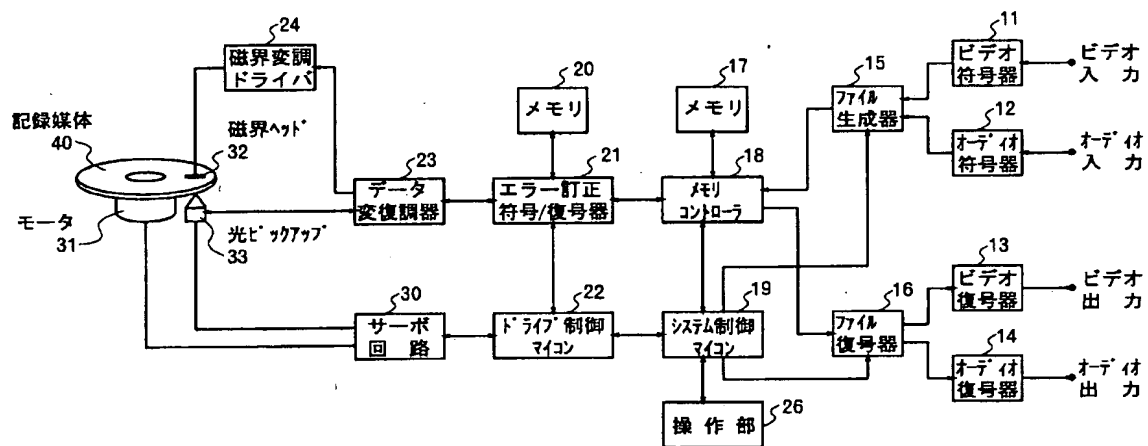 24
磁界変調
ドライバ
記録媒体
40
磁界ヘッド
32
モータ
31
光ピックアップ
33
20
メモリ
17
メモリ
23
データ
変復調器
21
エラー訂正
符号/復号器
18
メモリ
コントローラ
15
ファイル
生成器
11
ビデオ
符号器
ビデオ
入力
12
オーディオ
符号器
オーディオ
入力
30
サーボ
回路
22
ドライブ制御
マイコン
19
システム制御
マイコン
16
ファイル
復号器
13
ビデオ
復号器
ビデオ
出力
14
オーディオ
復号器
オーディオ
出力
操作部
26